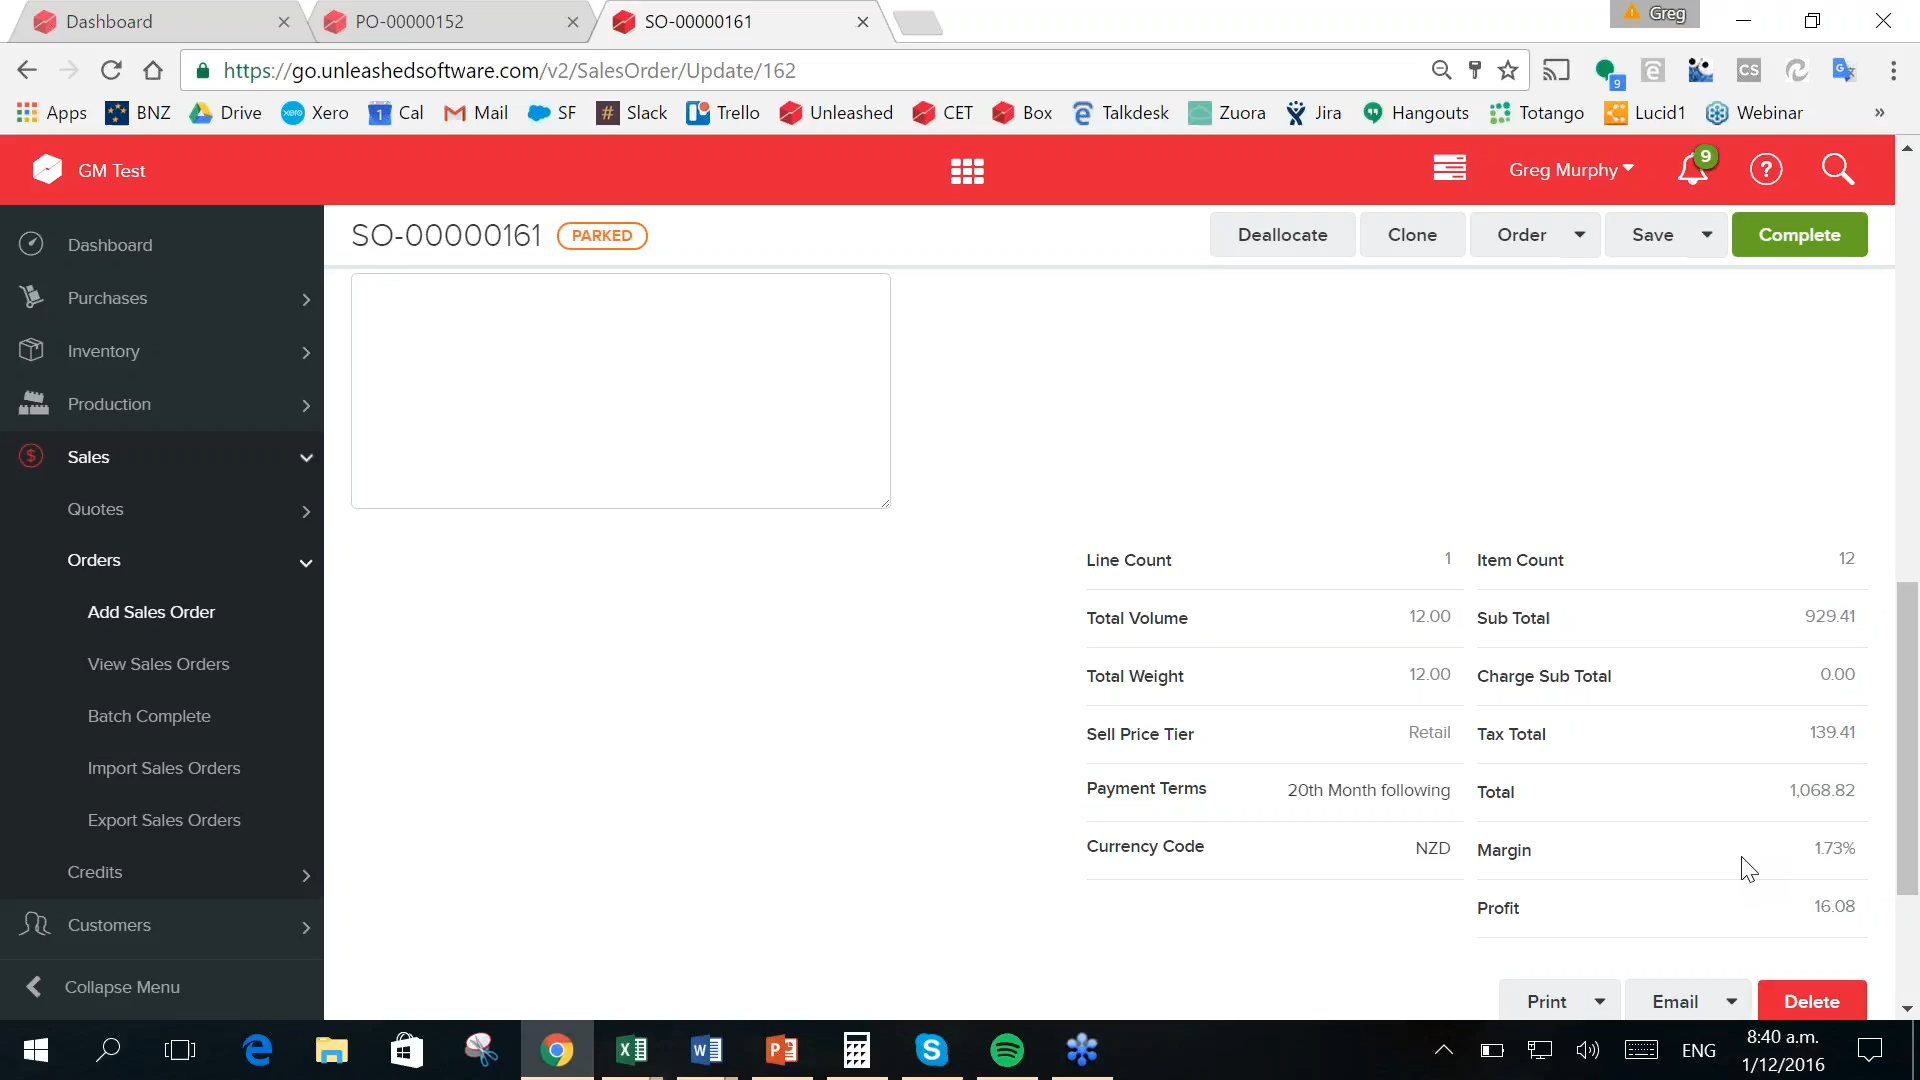 Dashboard
PO-00000152
SO-00000161
Greg
https://go.unleashedsoftware.com/v2/SalesOrder/Update/162
9
CS
Apps
BNZ
Drive
Xero
Cal
Mail
SF
Slack
Trello
Unleashed
CET
Box
Talkdesk
Zuora
Jira
Hangouts
Totango
Lucid1
Webinar
»
GM Test
Greg Murphy
9
?
SO-00000161
PARKED
Deallocate
Clone
Order
Save
Complete
Dashboard
Purchases
Inventory
Production
Sales
Quotes
Orders
Add Sales Order
View Sales Orders
Batch Complete
Import Sales Orders
Export Sales Orders
Credits
Customers
Collapse Menu
Line Count 1
Total Volume 12.00
Total Weight 12.00
Sell Price Tier Retail
Payment Terms 20th Month following
Currency Code NZD
Item Count 12
Sub Total 929.41
Charge Sub Total 0.00
Tax Total 139.41
Total 1,068.82
Margin 1.73%
Profit 16.08
Print
Email
Delete
ENG
8:40 a.m.
1/12/2016